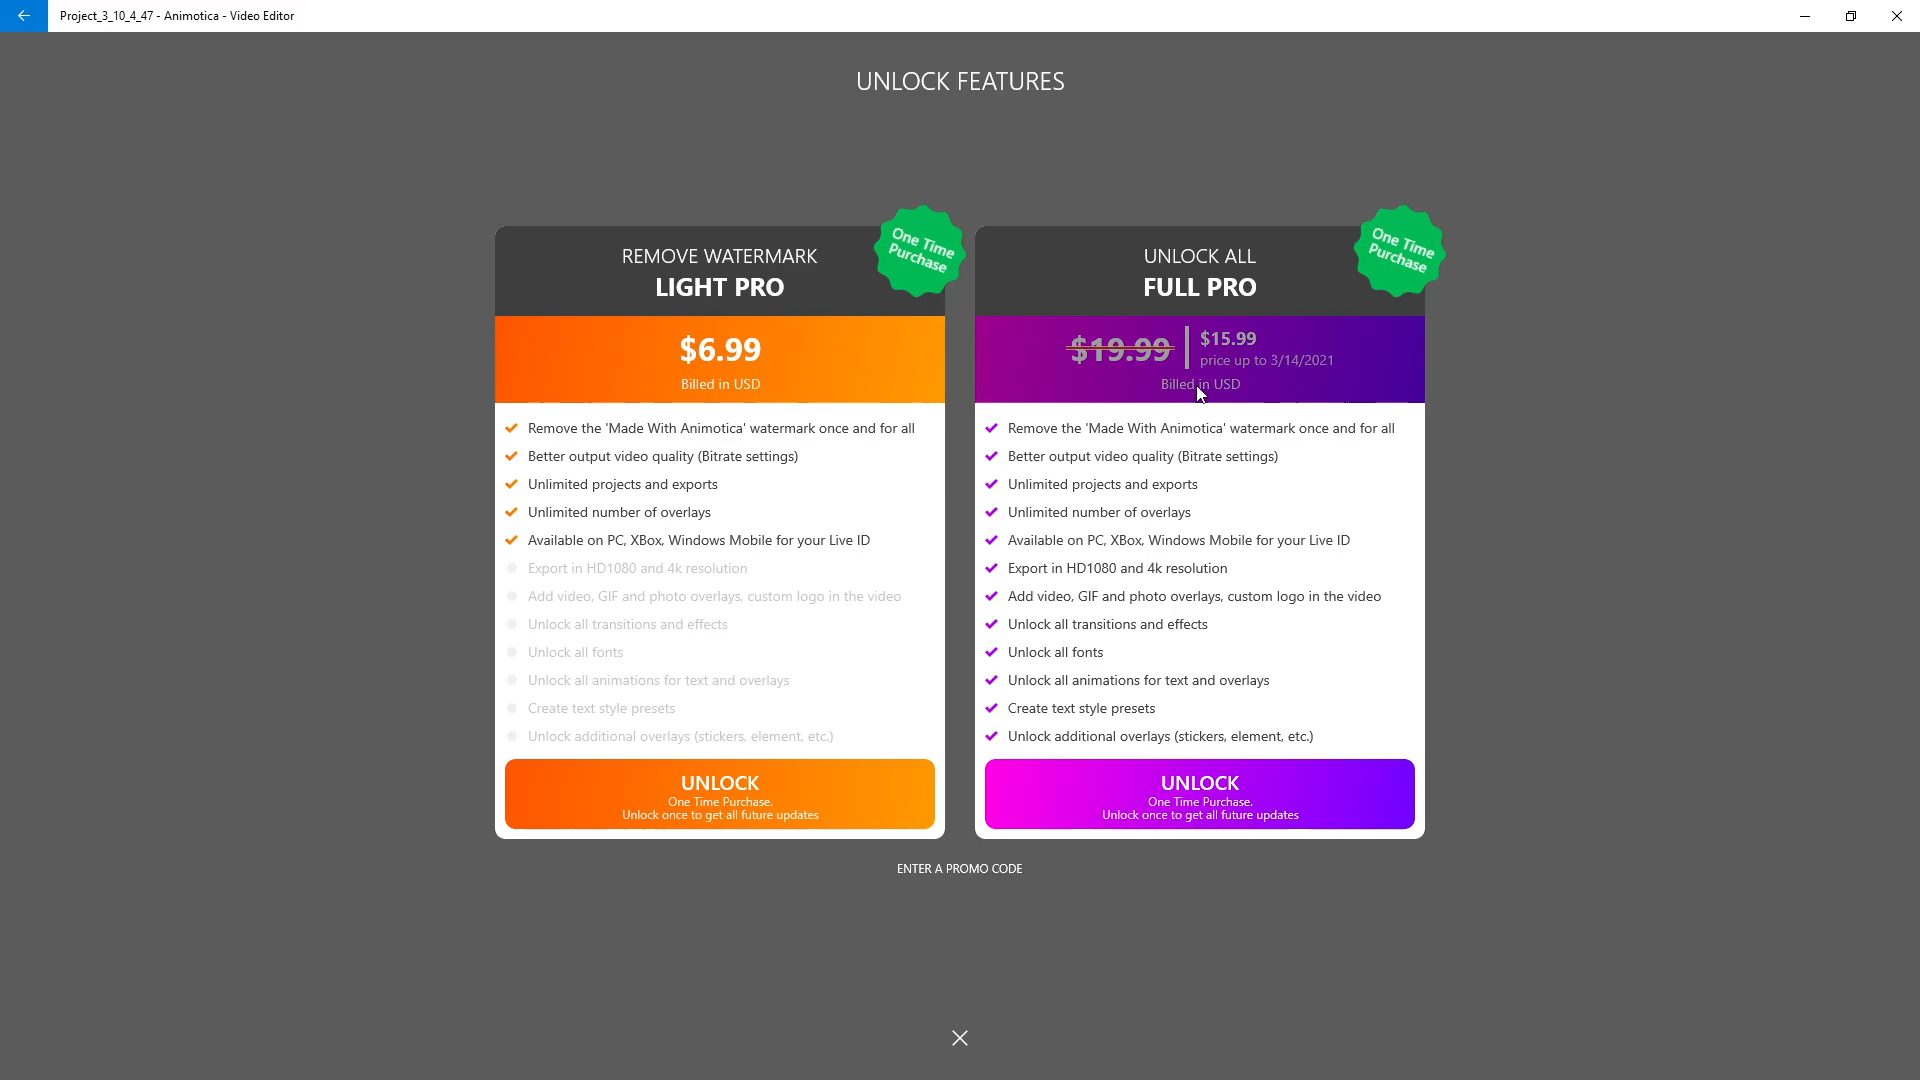 Project_3_10_4_47 - Animotica - Video Editor
UNLOCK FEATURES
REMOVE WATERMARK
LIGHT PRO
One Time
Purchase
$6.99
Billed in USD
Remove the 'Made With Animotica' watermark once and for all
Better output video quality (Bitrate settings)
Unlimited projects and exports
Unlimited number of overlays
Available on PC, XBox, Windows Mobile for your Live ID
Export in HD1080 and 4k resolution
Add video, GIF and photo overlays, custom logo in the video
Unlock all transitions and effects
Unlock all fonts
Unlock all animations for text and overlays
Create text style presets
Unlock additional overlays (stickers, element, etc.)
UNLOCK
One Time Purchase.
Unlock once to get all future updates
UNLOCK ALL
FULL PRO
One Time
Purchase
$19.99
$15.99
price up to 3/14/2021
Billed in USD
Remove the 'Made With Animotica' watermark once and for all
Better output video quality (Bitrate settings)
Unlimited projects and exports
Unlimited number of overlays
Available on PC, XBox, Windows Mobile for your Live ID
Export in HD1080 and 4k resolution
Add video, GIF and photo overlays, custom logo in the video
Unlock all transitions and effects
Unlock all fonts
Unlock all animations for text and overlays
Create text style presets
Unlock additional overlays (stickers, element, etc.)
UNLOCK
One Time Purchase.
Unlock once to get all future updates
ENTER A PROMO CODE